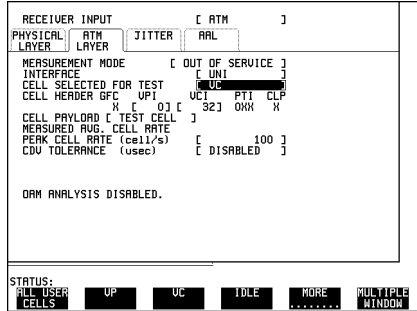 RECEIVER INPUT [ ATM ]
PHYSICAL LAYER ATM LAYER JITTER AAL
MEASUREMENT MODE [ OUT OF SERVICE ]
INTERFACE [ UNI ]
CELL SELECTED FOR TEST [ VC ]
CELL HEADER GFC VPI VCI PTI CLP
X [ 0] [ 32] 0XX X
CELL PAYLOAD [ TEST CELL ]
MEASURED AVG. CELL RATE
PEAK CELL RATE (cell/s) [ 100 ]
CDV TOLERANCE (usec) [ DISABLED ]
OAM ANALYSIS DISABLED.
STATUS:
ALL USER CELLS VP VC IDLE MORE ........ MULTIPLE WINDOW